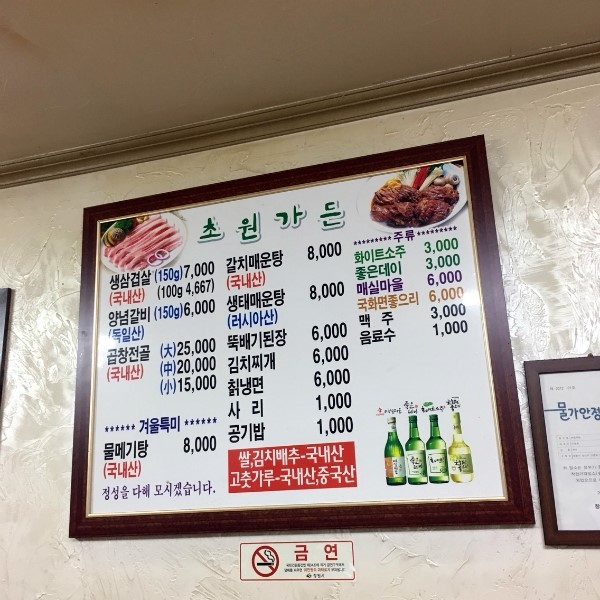 초원가든
생삼겹살 (150g) 7,000
(국내산) (100g 4,667)
양념갈비 (150g) 6,000
(독일산)
곱창전골 (大) 25,000
(국내산) (中) 20,000
(小) 15,000
****** 겨울특미 ******
물메기탕 8,000
(국내산)
정성을 다해 모시겠습니다.
갈치매운탕 8,000
(국내산)
생태매운탕 8,000
(러시아산)
뚝배기된장 6,000
김치찌개 6,000
칡냉면 6,000
사 리 1,000
공기밥 1,000
쌀,김치배추-국내산
고춧가루-국내산,중국산
********* 주류 *********
화이트소주 3,000
좋은데이 3,000
매실마을 6,000
국화면좋으리 6,000
맥 주 3,000
음료수 1,000
금 연
물가안정